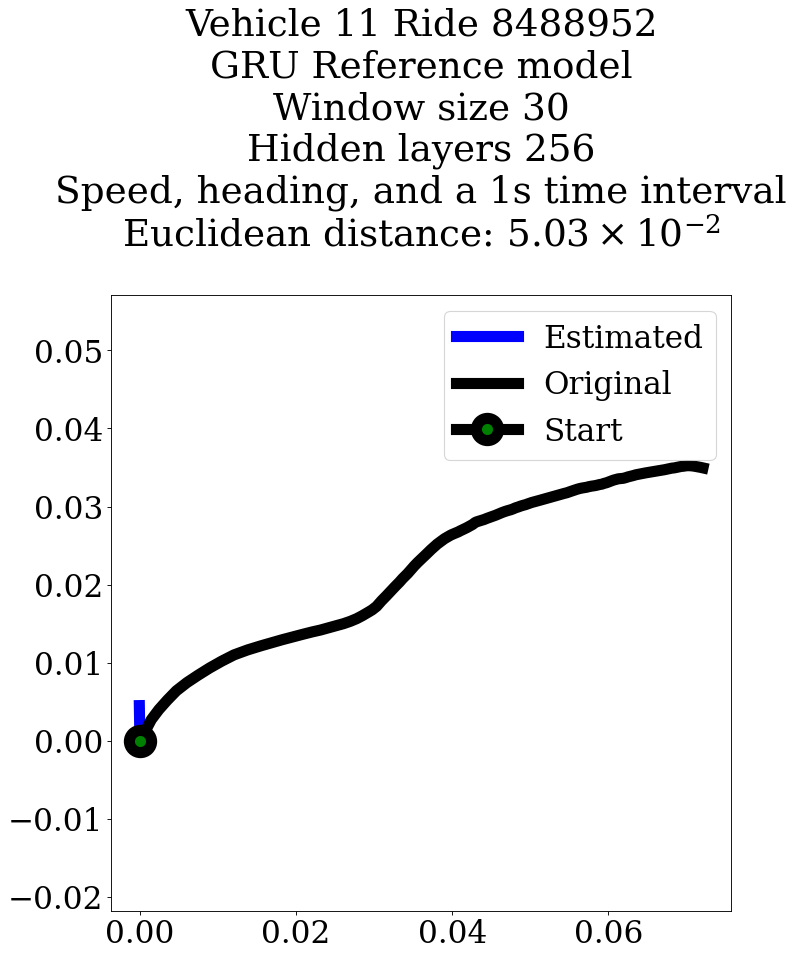 Vehicle 11 Ride 8488952
GRU Reference model
Window size 30
Hidden layers 256
Speed, heading, and a 1s time interval
Euclidean distance: 5.03 × 10⁻²
Estimated
Original
Start
0.05
0.04
0.03
0.02
0.01
0.00
−0.01
−0.02
0.00 0.02 0.04 0.06